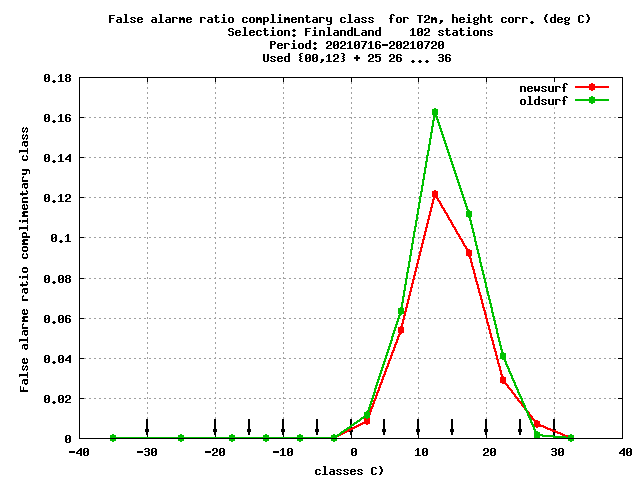 False alarme ratio complimentary class  for T2m, height corr. (deg C)
Selection: FinlandLand    102 stations
Period: 20210716-20210720
Used {00,12} + 25 26 ... 36
newsurf
oldsurf
False alarme ratio complimentary class
0.18
0.16
0.14
0.12
0.1
0.08
0.06
0.04
0.02
0
-40 -30 -20 -10 0 10 20 30 40
classes C)